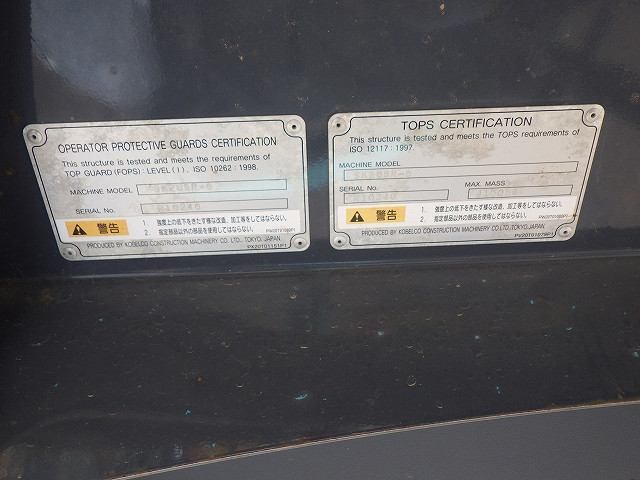 OPERATOR PROTECTIVE GUARDS CERTIFICATION
This structure is tested and meets the requirements of
TOP GUARD (FOPS) : LEVEL ( I ) , ISO 10262 : 1998.
MACHINE MODEL
SERIAL No.
警告
1. 強度上の低下をきたす様な改造、加工等をしてはならない。
2. 指定部品以外の部品を使用してはならない。
PRODUCED BY KOBELCO CONSTRUCTION MACHINERY CO. LTD., TOKYO, JAPAN.
TOPS CERTIFICATION
This structure is tested and meets the TOPS requirements of
ISO 12117 : 1997.
MACHINE MODEL
SERIAL No.
MAX. MASS
警告
1. 強度上の低下をきたす様な改造、加工等をしてはならない。
2. 指定部品以外の部品を使用してはならない。
PRODUCED BY KOBELCO CONSTRUCTION MACHINERY CO.LTD.,TOKYO,JAPAN.